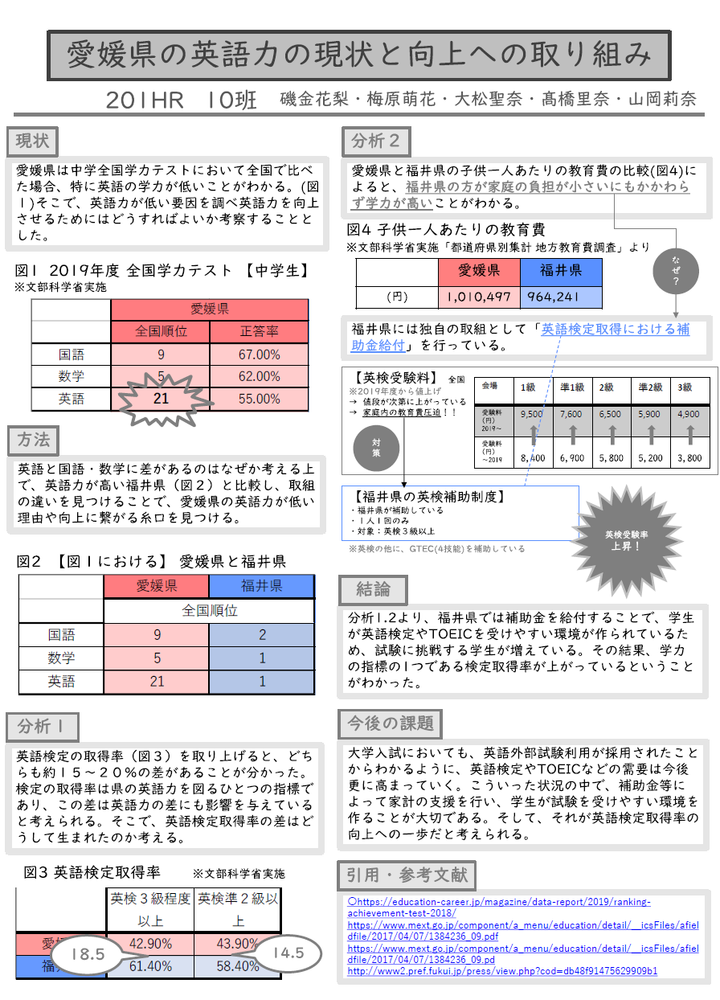 愛媛県の英語力の現状と向上への取り組み
201HR 10班 磯金花梨・梅原萌花・大松聖奈・髙橋里奈・山岡莉奈
現状
愛媛県は中学全国学力テストにおいて全国で比べ
た場合、特に英語の学力が低いことがわかる。(図
1)そこで、英語力が低い要因を調べ英語力を向上
させるためにはどうすればよいか考察することと
した。
図1 2019年度 全国学力テスト 【中学生】
※文部科学省実施
愛媛県
全国順位 正答率
国語 9 67.00%
数学 5 62.00%
英語 21 55.00%
方法
英語と国語・数学に差があるのはなぜか考える上
で、英語力が高い福井県（図２）と比較し、取組
の違いを見つけることで、愛媛県の英語力が低い
理由や向上に繋がる糸口を見つける。
図2 【図１における】 愛媛県と福井県
愛媛県 福井県
全国順位
国語 9 2
数学 5 1
英語 21 1
分析１
英語検定の取得率（図３）を取り上げると、どち
らも約１５～２０％の差があることが分かった。
検定の取得率は県の英語力を図るひとつの指標で
あり、この差は英語力の差にも影響を与えている
と考えられる。そこで、英語検定取得率の差はど
うして生まれたのか考える。
図3 英語検定取得率 ※文部科学省実施
英検３級程度以上 英検準２級以上
愛 42.90% 43.90%
福 61.40% 58.40%
18.5 14.5
分析２
愛媛県と福井県の子供一人あたりの教育費の比較(図4)に
よると、福井県の方が家庭の負担が小さいにもかかわら
ず学力が高いことがわかる。
図4 子供一人あたりの教育費
※文部科学省実施「都道府県別集計 地方教育費調査」より
愛媛県 福井県
(円) 1,010,497 964,241
なぜ？
福井県には独自の取組として「英語検定取得における補
助金給付」を行っている。
【英検受験料】 全国
※2019年度から値上げ
→ 値段が次第に上がっている
→ 家庭内の教育費圧迫！！
対策
会場 1級 準1級 2級 準2級 3級
受験料（円）2019～ 9,500 7,600 6,500 5,900 4,900
受験料（円）～2019 8,400 6,900 5,800 5,200 3,800
【福井県の英検補助制度】
・福井県が補助している
・１人１回のみ
・対象：英検３級以上
※英検の他に、GTEC(4技能)を補助している
英検受験率
上昇！
結論
分析1.2より、福井県では補助金を給付することで、学生
が英語検定やTOEICを受けやすい環境が作られているた
め、試験に挑戦する学生が増えている。その結果、学力
の指標の1つである検定取得率が上がっているということ
がわかった。
今後の課題
大学入試においても、英語外部試験利用が採用されたこと
からわかるように、英語検定やTOEICなどの需要は今後
更に高まっていく。こういった状況の中で、補助金等に
よって家計の支援を行い、学生が試験を受けやすい環境を
作ることが大切である。そして、それが英語検定取得率の
向上への一歩だと考えられる。
引用・参考文献
○https://education-career.jp/magazine/data-report/2019/ranking-
achievement-test-2018/
https://www.mext.go.jp/component/a_menu/education/detail/__icsFiles/afiel
dfile/2017/04/07/1384236_09.pdf
https://www.mext.go.jp/component/a_menu/education/detail/__icsFiles/afiel
dfile/2017/04/07/1384236_09.pd
http://www2.pref.fukui.jp/press/view.php?cod=db48f91475629909b1